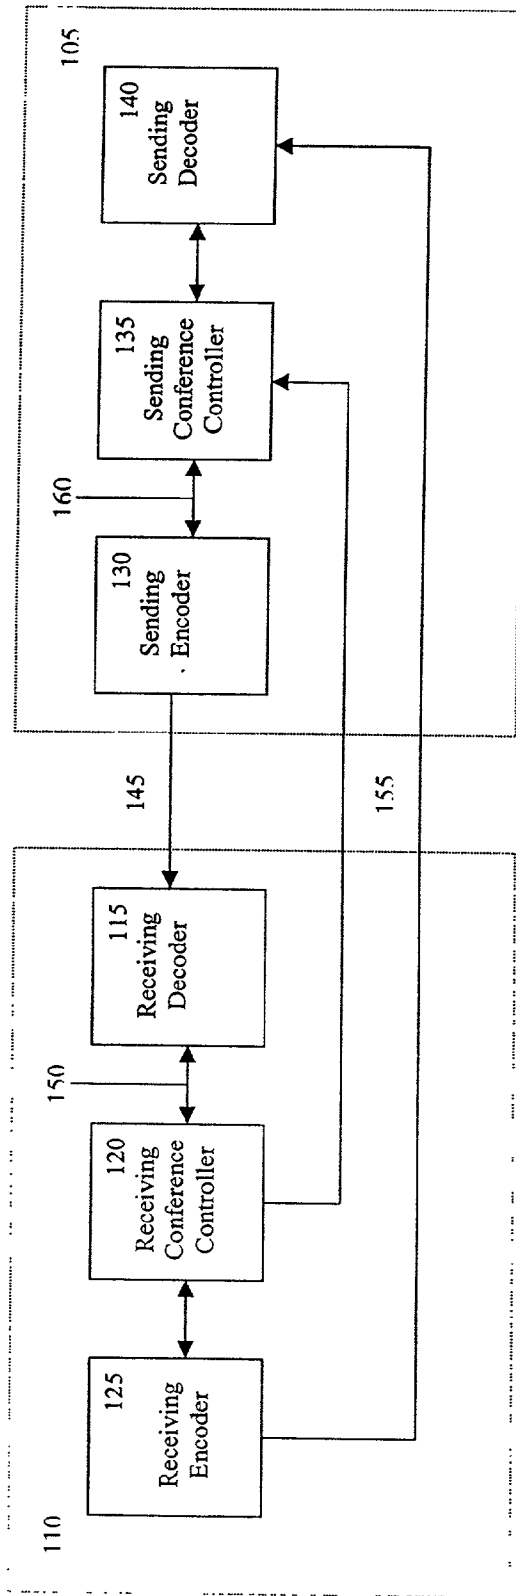 110
125
Receiving
Encoder
120
Receiving
Conference
Controller
150
115
Receiving
Decoder
145
155
130
Sending
Encoder
160
135
Sending
Conference
Controller
140
Sending
Decoder
105